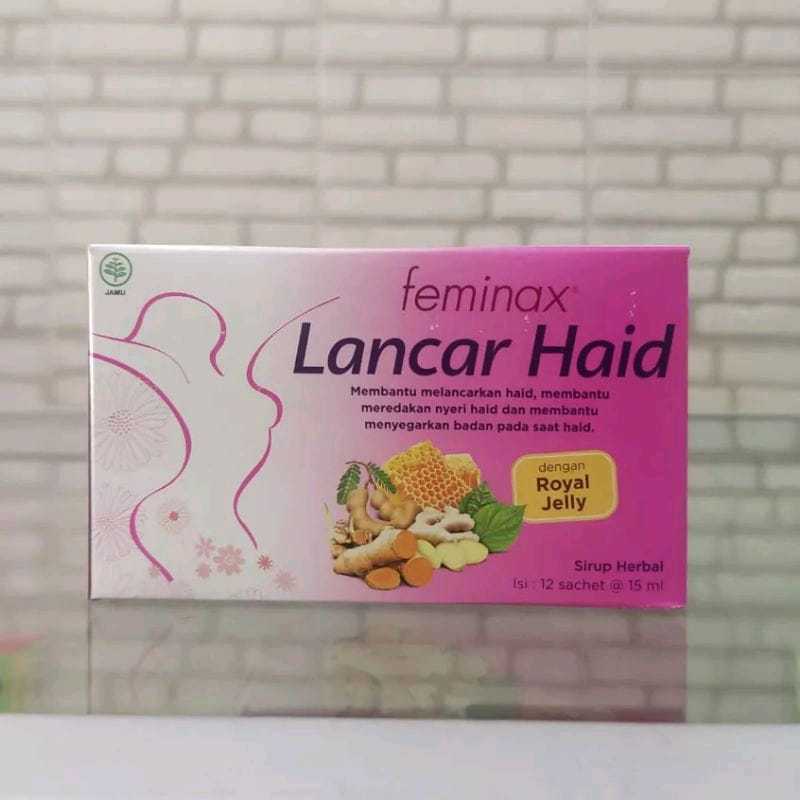 JAMU
feminax®
Lancar Haid
Membantu melancarkan haid, membantu
meredakan nyeri haid dan membantu
menyegarkan badan pada saat haid.
dengan
Royal
Jelly
Sirup Herbal
Isi : 12 sachet @ 15 ml